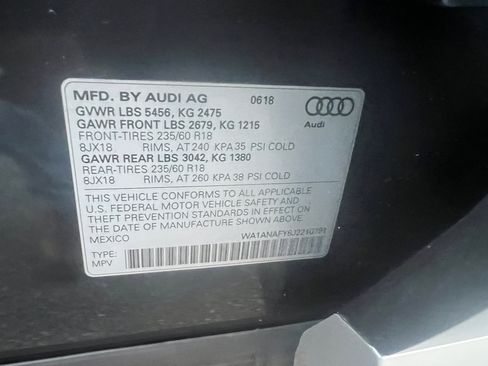 MFD. BY AUDI AG 0618
GVWR LBS 5456, KG 2475
GAWR FRONT LBS 2679, KG 1215
FRONT-TIRES 235/60 R18
8JX18 RIMS, AT 240 KPA 35 PSI COLD
GAWR REAR LBS 3042, KG 1380
REAR-TIRES 235/60 R18
8JX18 RIMS, AT 260 KPA 38 PSI COLD
Audi
THIS VEHICLE CONFORMS TO ALL APPLICABLE
U.S. FEDERAL MOTOR VEHICLE SAFETY AND
THEFT PREVENTION STANDARDS IN EFFECT ON
THE DATE OF MANUFACTURE SHOWN ABOVE.
MEXICO
TYPE:
MPV